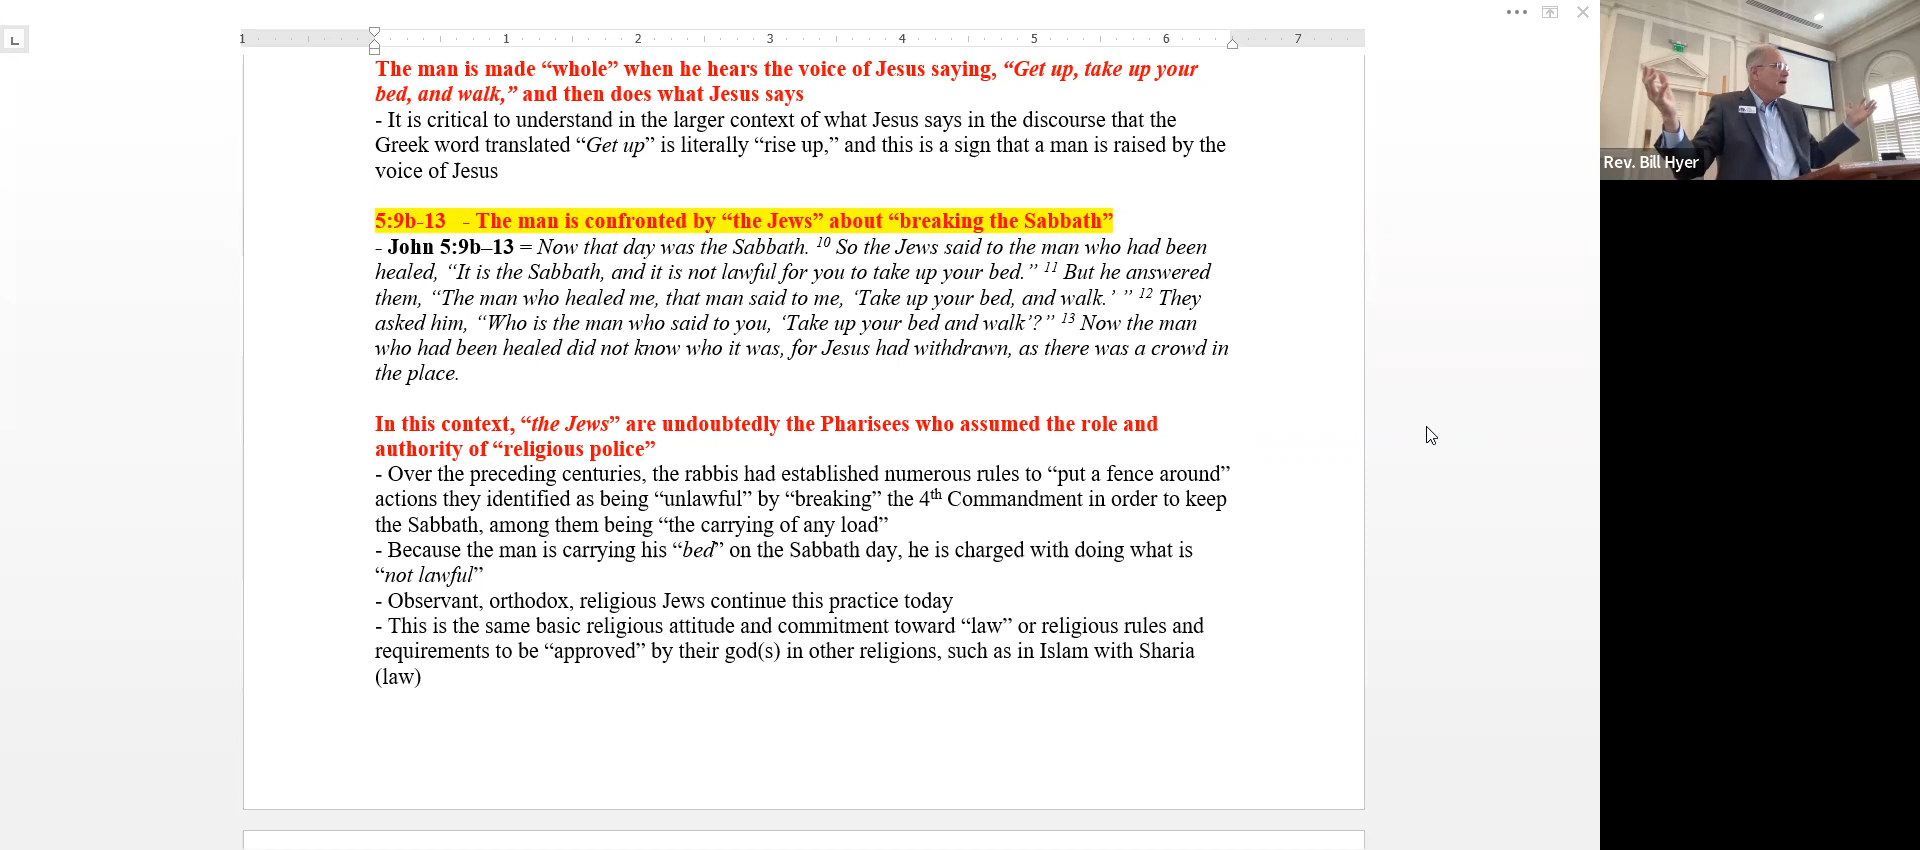 1 1 2 3 4 5 6 7
The man is made “whole” when he hears the voice of Jesus saying, “Get up, take up your
bed, and walk,” and then does what Jesus says
- It is critical to understand in the larger context of what Jesus says in the discourse that the
Greek word translated “Get up” is literally “rise up,” and this is a sign that a man is raised by the
voice of Jesus
5:9b-13 - The man is confronted by “the Jews” about “breaking the Sabbath”
- John 5:9b–13 = Now that day was the Sabbath. 10 So the Jews said to the man who had been
healed, “It is the Sabbath, and it is not lawful for you to take up your bed.” 11 But he answered
them, “The man who healed me, that man said to me, ‘Take up your bed, and walk.’ ” 12 They
asked him, “Who is the man who said to you, ‘Take up your bed and walk’?” 13 Now the man
who had been healed did not know who it was, for Jesus had withdrawn, as there was a crowd in
the place.
In this context, “the Jews” are undoubtedly the Pharisees who assumed the role and
authority of “religious police”
- Over the preceding centuries, the rabbis had established numerous rules to “put a fence around”
actions they identified as being “unlawful” by “breaking” the 4th Commandment in order to keep
the Sabbath, among them being “the carrying of any load”
- Because the man is carrying his “bed” on the Sabbath day, he is charged with doing what is
“not lawful”
- Observant, orthodox, religious Jews continue this practice today
- This is the same basic religious attitude and commitment toward “law” or religious rules and
requirements to be “approved” by their god(s) in other religions, such as in Islam with Sharia
(law)
Rev. Bill Hyer